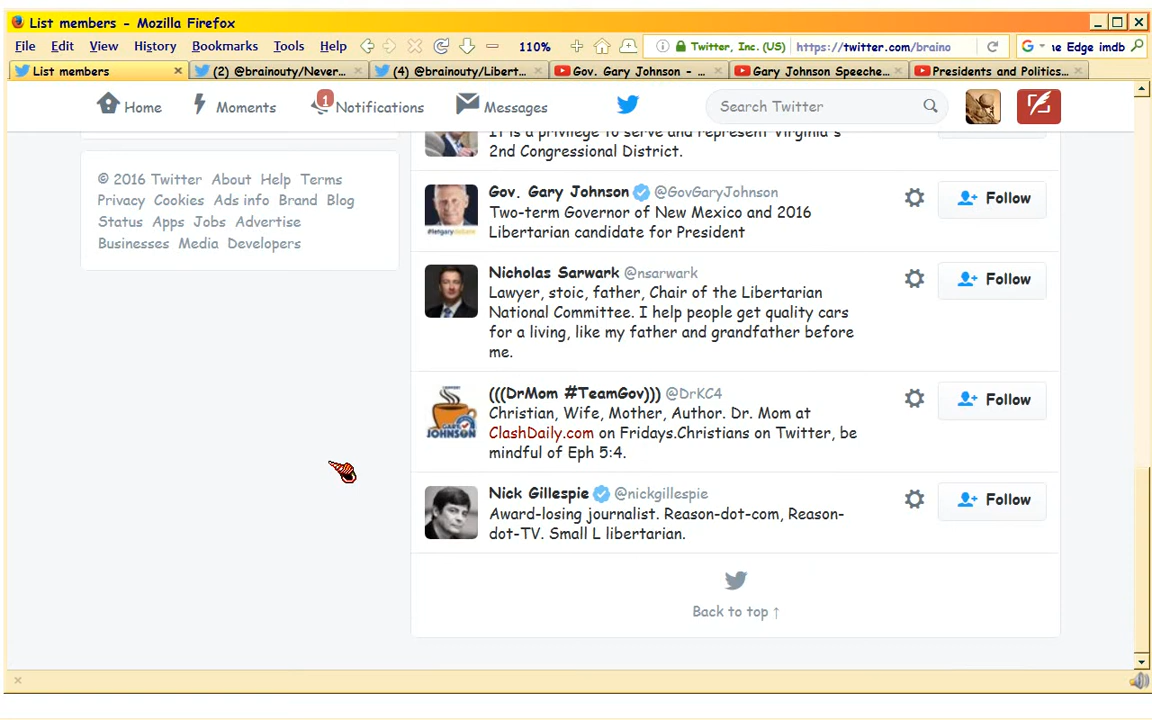 List members - Mozilla Firefox
File Edit View History Bookmarks Tools Help 110% Twitter, Inc. (US) https://twitter.com/braino e Edge imdb
List members (2) @brainouty/Never... (4) @brainouty/Libert... Gov. Gary Johnson - ... Gary Johnson Speeche... Presidents and Politics...
Home Moments 1 Notifications Messages Search Twitter
It is a privilege to serve and represent Virginia's
2nd Congressional District.
© 2016 Twitter About Help Terms
Privacy Cookies Ads info Brand Blog
Status Apps Jobs Advertise
Businesses Media Developers
Gov. Gary Johnson @GovGaryJohnson
Two-term Governor of New Mexico and 2016
Libertarian candidate for President
Follow
Nicholas Sarwark @nsarwark
Lawyer, stoic, father, Chair of the Libertarian
National Committee. I help people get quality cars
for a living, like my father and grandfather before
me.
Follow
(((DrMom #TeamGov))) @DrKC4
Christian, Wife, Mother, Author. Dr. Mom at
ClashDaily.com on Fridays.Christians on Twitter, be
mindful of Eph 5:4.
Follow
JOHNSON
Nick Gillespie @nickgillespie
Award-losing journalist. Reason-dot-com, Reason-
dot-TV. Small L libertarian.
Follow
Back to top ↑